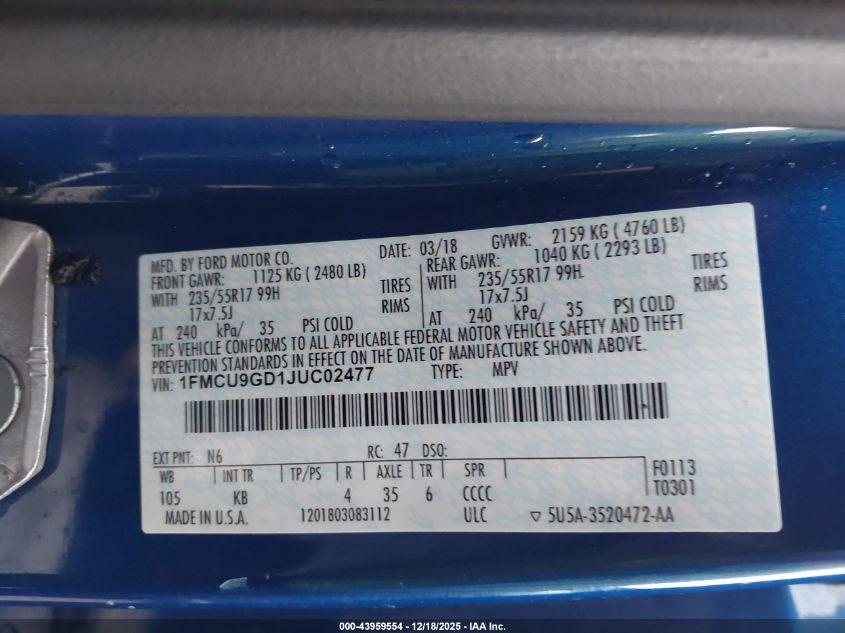 MFD. BY FORD MOTOR CO. DATE: 03/18 GVWR: 2159 KG ( 4760 LB)
FRONT GAWR: 1125 KG ( 2480 LB) REAR GAWR: 1040 KG ( 2293 LB)
WITH 235/55R17 99H TIRES WITH 235/55R17 99H TIRES
17x7.5J RIMS 17x7.5J RIMS
AT 240 kPa/ 35 PSI COLD AT 240 kPa/ 35 PSI COLD
THIS VEHICLE CONFORMS TO ALL APPLICABLE FEDERAL MOTOR VEHICLE SAFETY AND THEFT
PREVENTION STANDARDS IN EFFECT ON THE DATE OF MANUFACTURE SHOWN ABOVE.
VIN: 1FMCU9GD1JUC02477 TYPE: MPV
EXT PNT: N6 RC: 47 DSO:
WB INT TR TP/PS R AXLE TR SPR F0113
105 KB 4 35 6 CCCC T0301
MADE IN U.S.A. 1201803083112 ULC ▽ 5U5A-3520472-AA
000-43959554 | 12/18/2025 - IAA Inc.